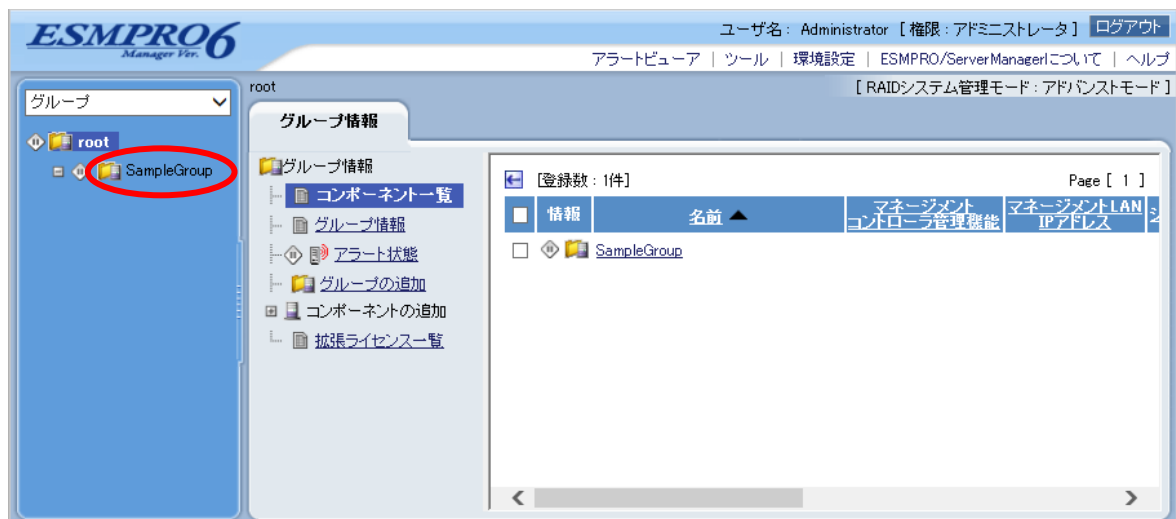 ESMPRO6
Manager Ver.
ユーザ名： Administrator [ 権限：アドミニストレータ ] ログアウト
アラートビューア | ツール | 環境設定 | ESMPRO/ServerManagerについて | ヘルプ
グループ
root
SampleGroup
root
[ RAIDシステム管理モード：アドバンストモード ]
グループ情報
グループ情報
コンポーネント一覧
グループ情報
アラート状態
グループの追加
コンポーネントの追加
拡張ライセンス一覧
[登録数：1件]
Page [ 1 ]
情報 名前▲ マネージメントコントローラ管理機能 マネージメントLAN IPアドレス
SampleGroup